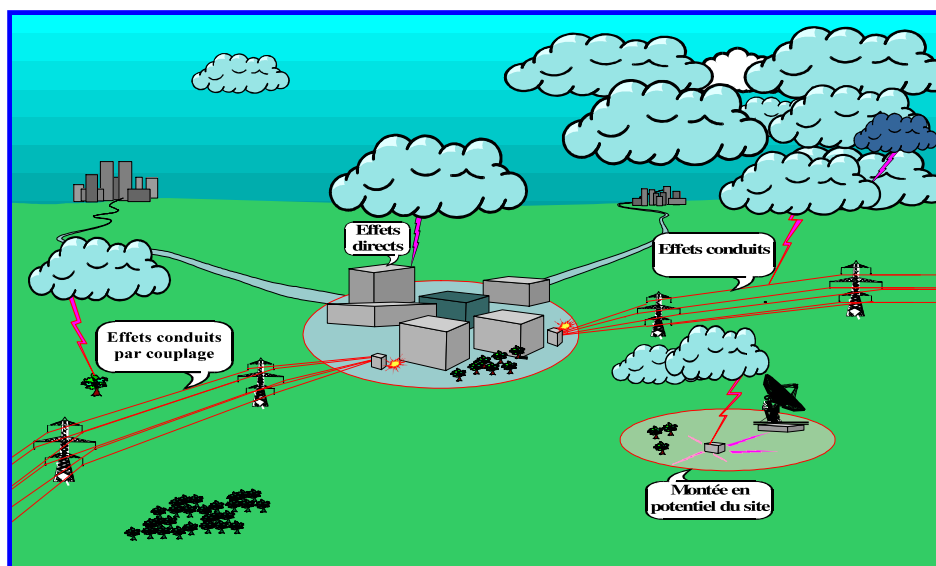 Effets
directs
Effets conduits
Effets conduits
par couplage
Montée en
potentiel du site